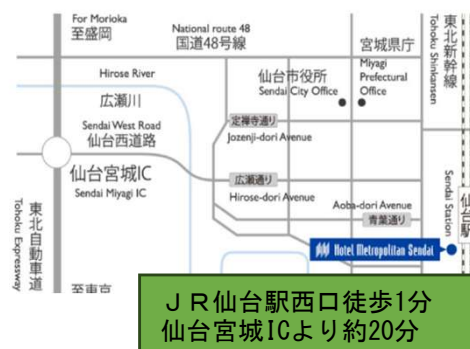 For Morioka
至盛岡
National route 48
国道48号線
宮城県庁
Miyagi
Prefectural
Office
東北新幹線
Tohoku Shinkansen
Hirose River
広瀬川
仙台市役所
Sendai City Office
定禅寺通り
Jozenji-dori Avenue
Sendai West Road
仙台西道路
仙台宮城IC
Sendai Miyagi IC
広瀬通り
Hirose-dori Avenue
Aoba-dori Avenue
青葉通り
Sendai Station
仙台駅
Hotel Metropolitan Sendai
東北自動車道
Tohoku Expressway
至東京
JR仙台駅西口徒歩1分
仙台宮城ICより約20分